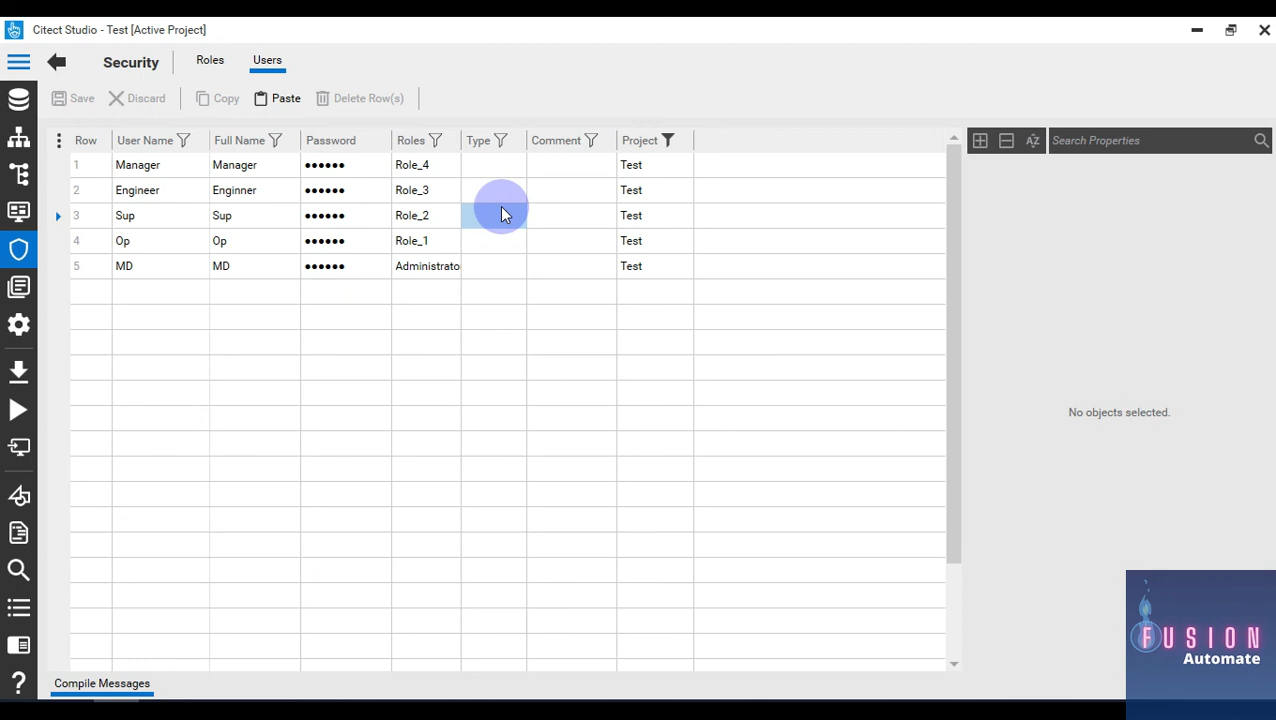 Citect Studio - Test [Active Project]
Security Roles Users
Save Discard Copy Paste Delete Row(s)
Row User Name Full Name Password Roles Type Comment Project
Search Properties
1 Manager Manager •••••• Role_4 Test
2 Engineer Enginner •••••• Role_3 Test
3 Sup Sup •••••• Role_2 Test
4 Op Op •••••• Role_1 Test
5 MD MD •••••• Administrato Test
No objects selected.
FUSION
Automate
Compile Messages